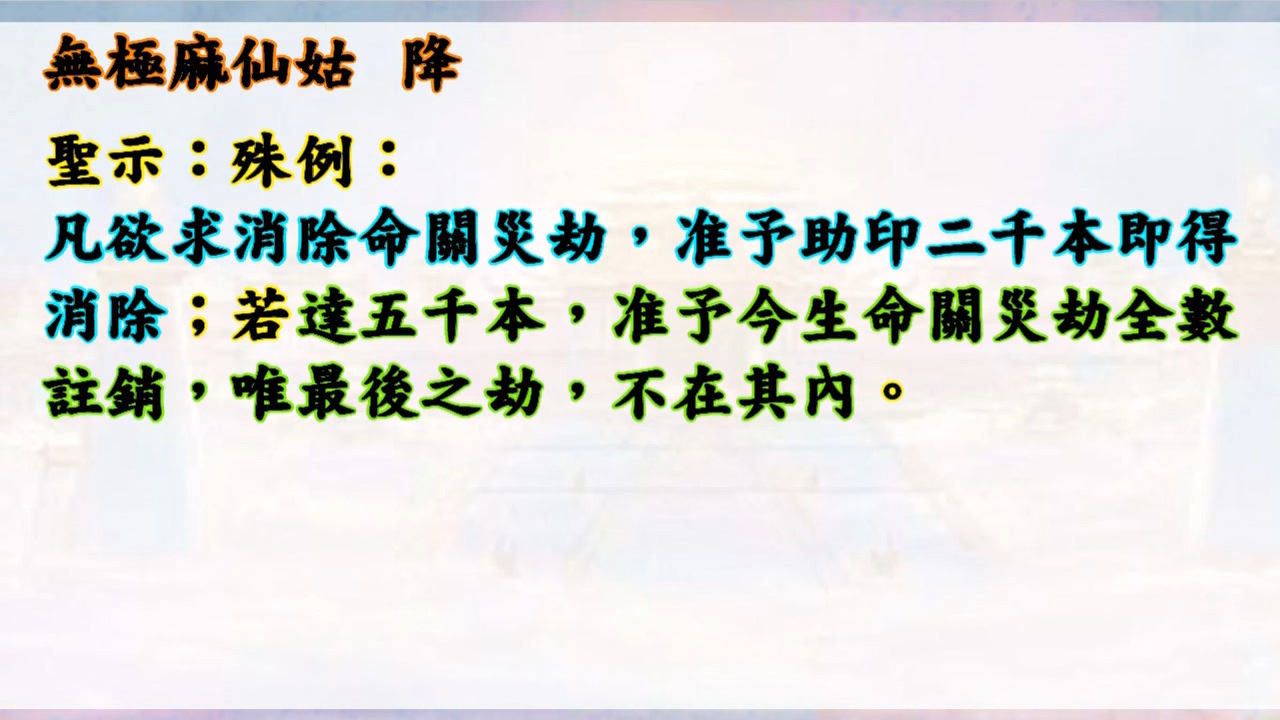 無極麻仙姑 降
聖示：殊例：
凡欲求消除命關災劫，准予助印二千本即得
消除；若達五千本，准予今生命關災劫全數
註銷，唯最後之劫，不在其內。